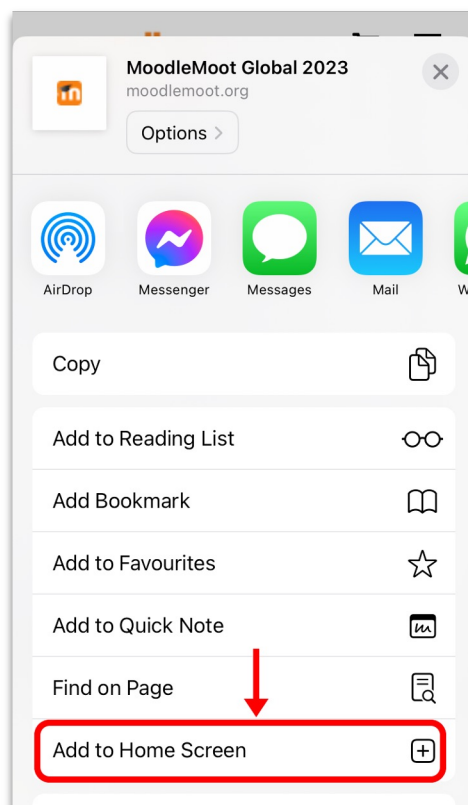 MoodleMoot Global 2023
moodlemoot.org
Options
AirDrop
Messenger
Messages
Mail
W
Copy
Add to Reading List
Add Bookmark
Add to Favourites
Add to Quick Note
Find on Page
Add to Home Screen